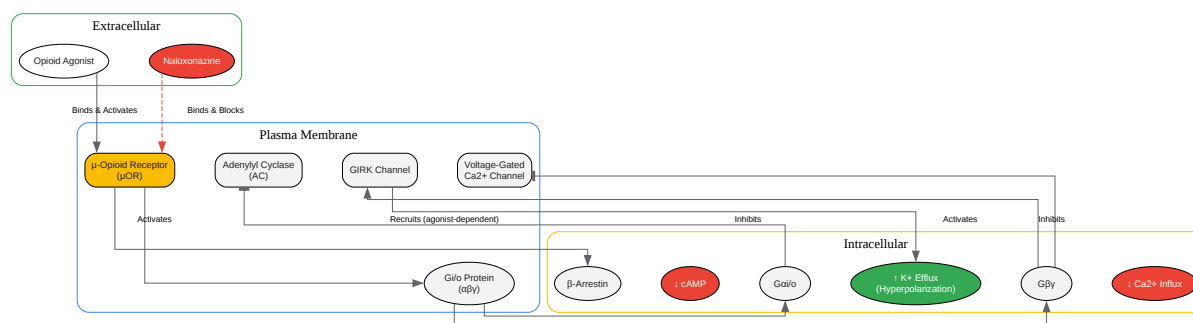 Extracellular
Opioid Agonist
Naloxonazine
Binds & Activates
Binds & Blocks
Plasma Membrane
μ-Opioid Receptor
(μOR)
Adenylyl Cyclase
(AC)
GIRK Channel
Voltage-Gated
Ca2+ Channel
Activates
Recruits (agonist-dependent)
Inhibits
Activates
Inhibits
Intracellular
Gi/o Protein
(αβγ)
β-Arrestin
↓ cAMP
Gαi/o
↑ K+ Efflux
(Hyperpolarization)
Gβγ
↓ Ca2+ Influx